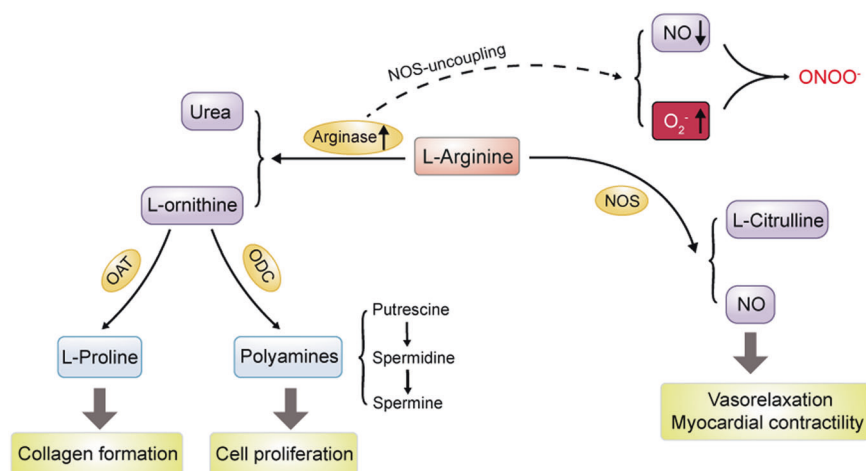 NO
NOS-uncoupling
ONOO⁻
Urea
Arginase
O₂⁻
L-Arginine
NOS
L-ornithine
L-Citrulline
OAT
ODC
NO
Putrescine
L-Proline
Polyamines
Spermidine
Spermine
Vasorelaxation
Myocardial contractility
Collagen formation
Cell proliferation